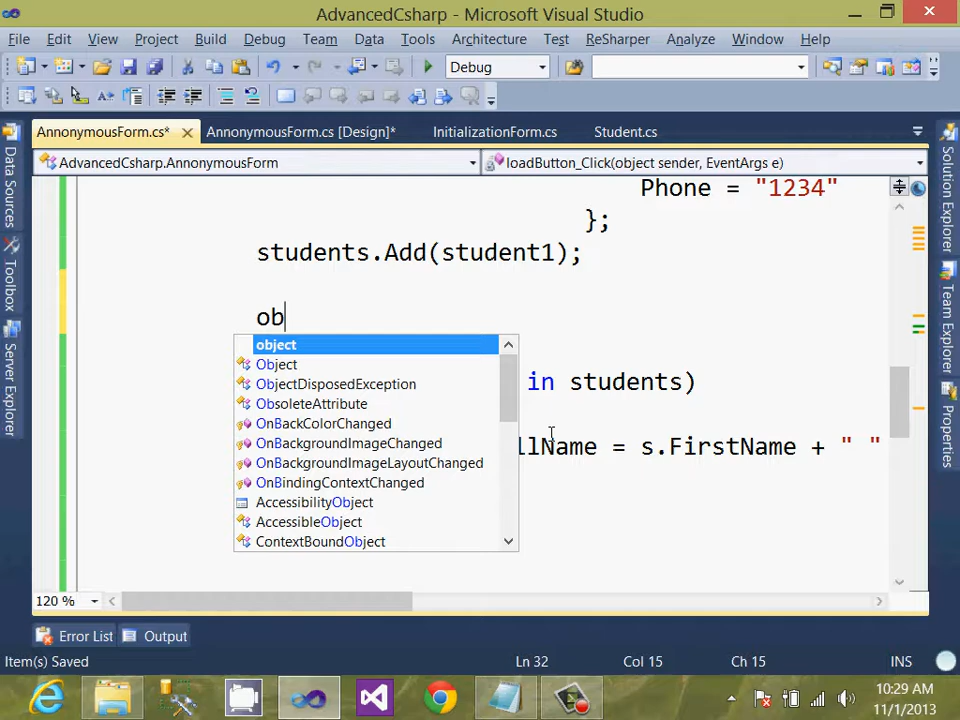 AdvancedCsharp - Microsoft Visual Studio
File Edit View Project Build Debug Team Data Tools Architecture Test ReSharper Analyze Window Help
Debug
AnnonymousForm.cs* AnnonymousForm.cs [Design]* InitializationForm.cs Student.cs
AdvancedCsharp.AnnonymousForm loadButton_Click(object sender, EventArgs e)
Data Sources
Toolbox
Server Explorer
Phone = "1234"
};
students.Add(student1);
ob
object
Object
ObjectDisposedException
ObsoleteAttribute
OnBackColorChanged
OnBackgroundImageChanged
OnBackgroundImageLayoutChanged
OnBindingContextChanged
AccessibilityObject
AccessibleObject
ContextBoundObject
in students)
llName = s.FirstName + " "
Solution Explorer
Team Explorer
Properties
120 %
Error List Output
Item(s) Saved Ln 32 Col 15 Ch 15 INS
10:29 AM
11/1/2013